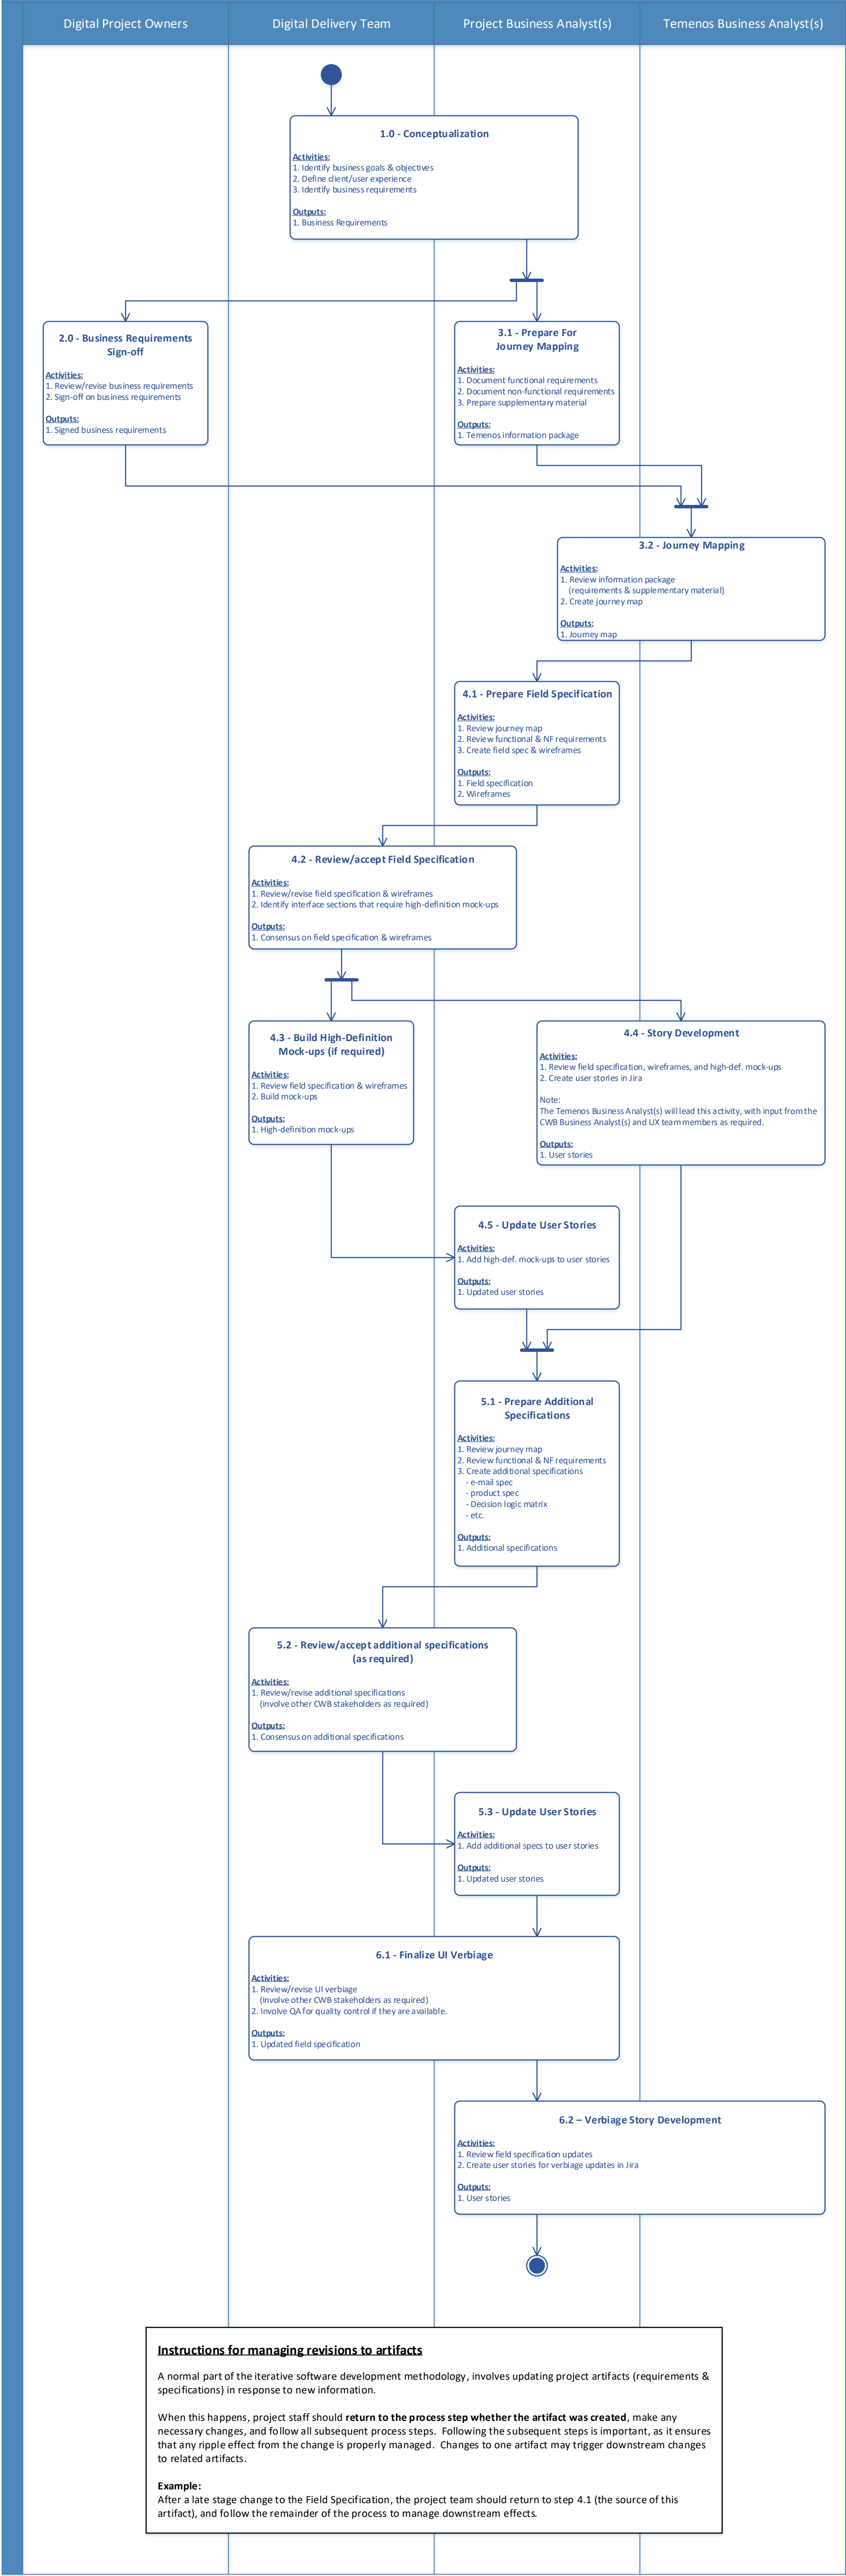 Digital Project Owners
Digital Delivery Team
Project Business Analyst(s)
Temenos Business Analyst(s)
1.0 - Conceptualization
Activities:
1. Identify business goals & objectives
2. Define client/user experience
3. Identify business requirements
Outputs:
1. Business Requirements
2.0 - Business Requirements
Sign-off
Activities:
1. Review/revise business requirements
2. Sign-off on business requirements
Outputs:
1. Signed business requirements
3.1 - Prepare For
Journey Mapping
Activities:
1. Document functional requirements
2. Document non-functional requirements
3. Prepare supplementary material
Outputs:
1. Temenos information package
3.2 - Journey Mapping
Activities:
1. Review information package
(requirements & supplementary material)
2. Create journey map
Outputs:
1. Journey map
4.1 - Prepare Field Specification
Activities:
1. Review journey map
2. Review functional & NF requirements
3. Create field spec & wireframes
Outputs:
1. Field specification
2. Wireframes
4.2 - Review/accept Field Specification
Activities:
1. Review/revise field specification & wireframes
2. Identify interface sections that require high-definition mock-ups
Outputs:
1. Consensus on field specification & wireframes
4.3 - Build High-Definition
Mock-ups (if required)
Activities:
1. Review field specification & wireframes
2. Build mock-ups
Outputs:
1. High-definition mock-ups
4.4 - Story Development
Activities:
1. Review field specification, wireframes, and high-def. mock-ups
2. Create user stories in Jira
Note:
The Temenos Business Analyst(s) will lead this activity, with input from the
CWB Business Analyst(s) and UX team members as required.
Outputs:
1. User stories
4.5 - Update User Stories
Activities:
1. Add high-def. mock-ups to user stories
Outputs:
1. Updated user stories
5.1 - Prepare Additional
Specifications
Activities:
1. Review journey map
2. Review functional & NF requirements
3. Create additional specifications
- e-mail spec
- product spec
- Decision logic matrix
- etc.
Outputs:
1. Additional specifications
5.2 - Review/accept additional specifications
(as required)
Activities:
1. Review/revise additional specifications
(involve other CWB stakeholders as required)
Outputs:
1. Consensus on additional specifications
5.3 - Update User Stories
Activities:
1. Add additional specs to user stories
Outputs:
1. Updated user stories
6.1 - Finalize UI Verbiage
Activities:
1. Review/revise UI verbiage
(involve other CWB stakeholders as required)
2. Involve QA for quality control if they are available.
Outputs:
1. Updated field specification
6.2 – Verbiage Story Development
Activities:
1. Review field specification updates
2. Create user stories for verbiage updates in Jira
Outputs:
1. User stories
Instructions for managing revisions to artifacts
A normal part of the iterative software development methodology, involves updating project artifacts (requirements &
specifications) in response to new information.
When this happens, project staff should return to the process step whether the artifact was created, make any
necessary changes, and follow all subsequent process steps. Following the subsequent steps is important, as it ensures
that any ripple effect from the change is properly managed. Changes to one artifact may trigger downstream changes
to related artifacts.
Example:
After a late stage change to the Field Specification, the project team should return to step 4.1 (the source of this
artifact), and follow the remainder of the process to manage downstream effects.